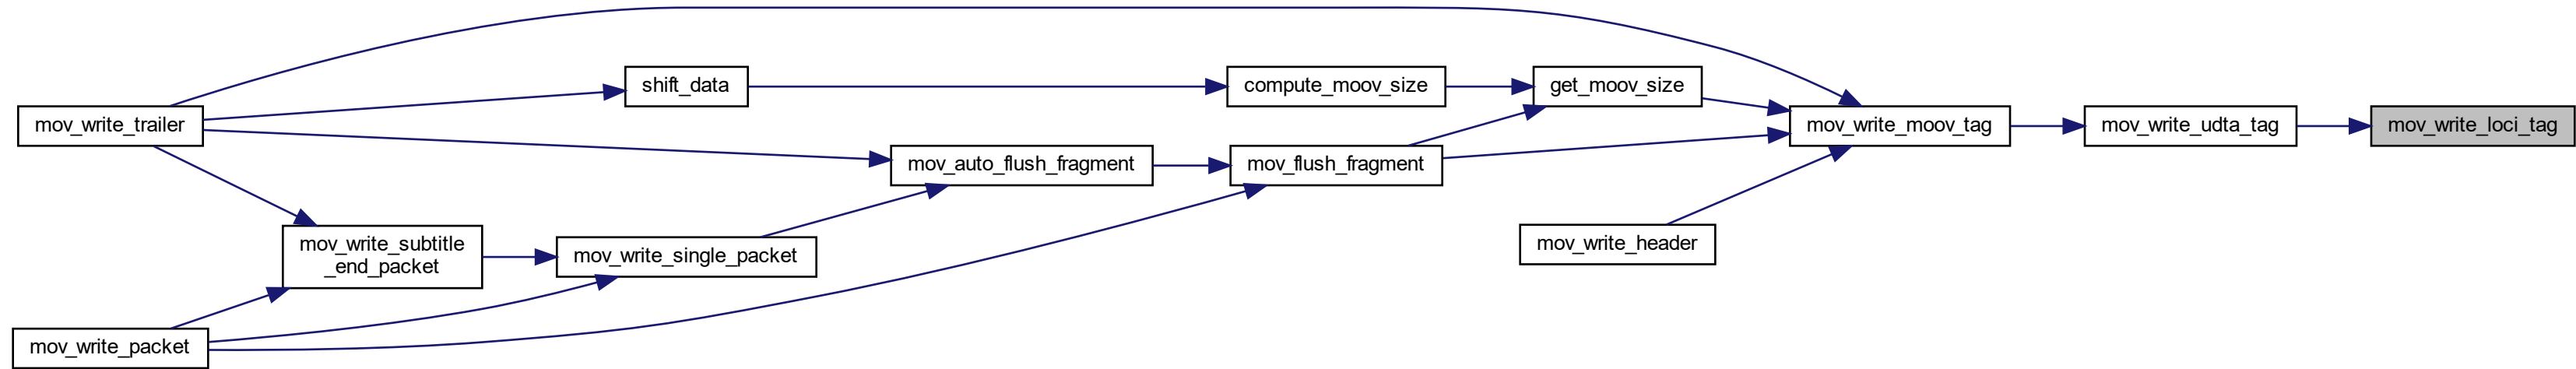 mov_write_trailer
shift_data
compute_moov_size
get_moov_size
mov_write_moov_tag
mov_write_udta_tag
mov_write_loci_tag
mov_auto_flush_fragment
mov_flush_fragment
mov_write_subtitle
_end_packet
mov_write_single_packet
mov_write_header
mov_write_packet